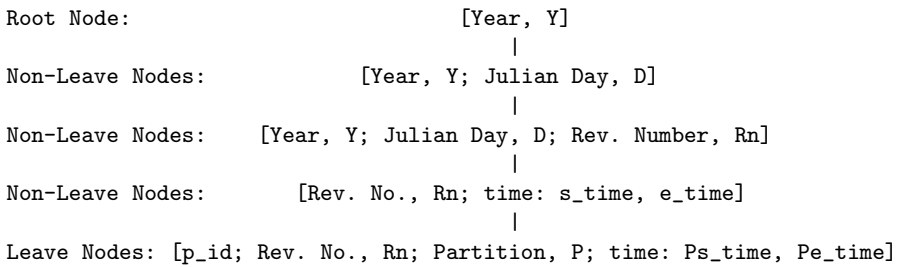 Root Node: [Year, Y]
|
Non-Leave Nodes: [Year, Y; Julian Day, D]
|
Non-Leave Nodes: [Year, Y; Julian Day, D; Rev. Number, Rn]
|
Non-Leave Nodes: [Rev. No., Rn; time: s_time, e_time]
|
Leave Nodes: [p_id; Rev. No., Rn; Partition, P; time: Ps_time, Pe_time]